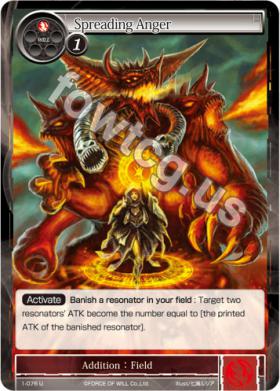 Spreading Anger
1
fowtcg.us
Activate Banish a resonator in your field : Target two
resonators' ATK become the number equal to [the printed
ATK of the banished resonator].
Addition : Field
1-076 U
©FORCE OF WILL Co.,Ltd.